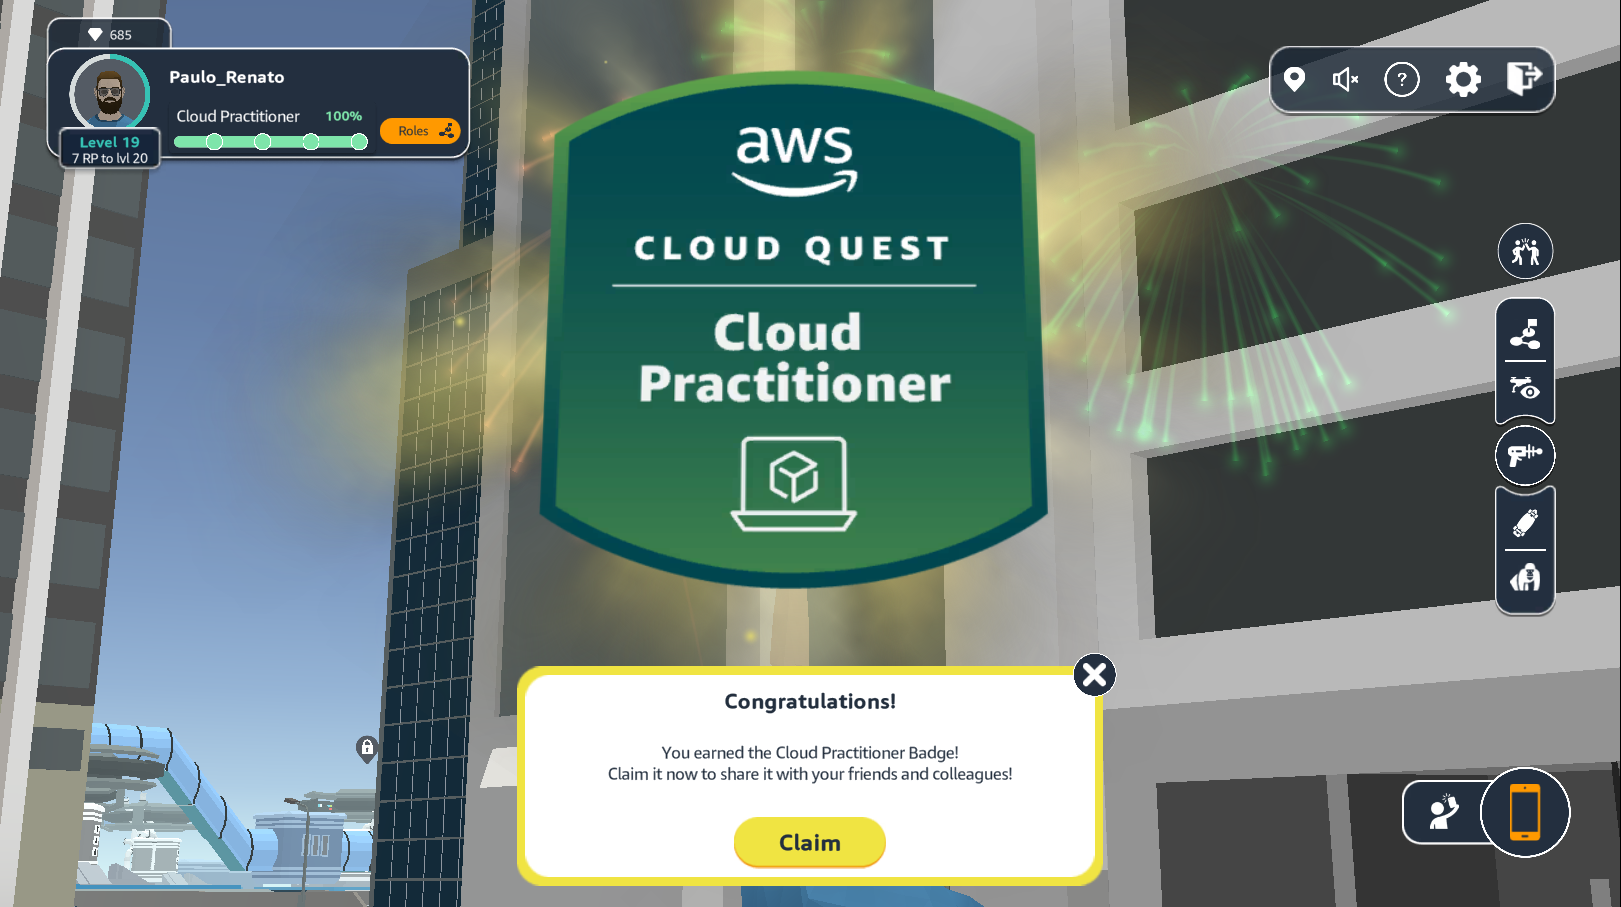 685
Paulo_Renato
Cloud Practitioner 100%
Roles
Level 19
7 RP to lvl 20
?
aws
CLOUD QUEST
Cloud
Practitioner
Congratulations!
You earned the Cloud Practitioner Badge!
Claim it now to share it with your friends and colleagues!
Claim